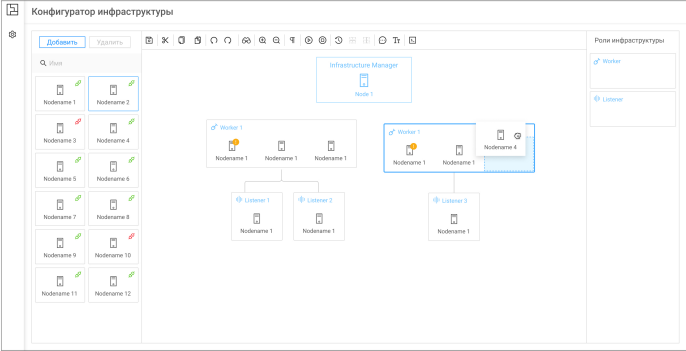 Конфигуратор инфраструктуры
Добавить
Удалить
Имя
Nodename 1
Nodename 2
Nodename 3
Nodename 4
Nodename 5
Nodename 6
Nodename 7
Nodename 8
Nodename 9
Nodename 10
Nodename 11
Nodename 12
Infrastructure Manager
Node 1
Worker 1
Nodename 1
Nodename 1
Nodename 1
Worker 1
Nodename 1
Nodename 1
Nodename 4
Listener 1
Nodename 1
Listener 2
Nodename 1
Listener 3
Nodename 1
Роли инфраструктуры
Worker
Listener